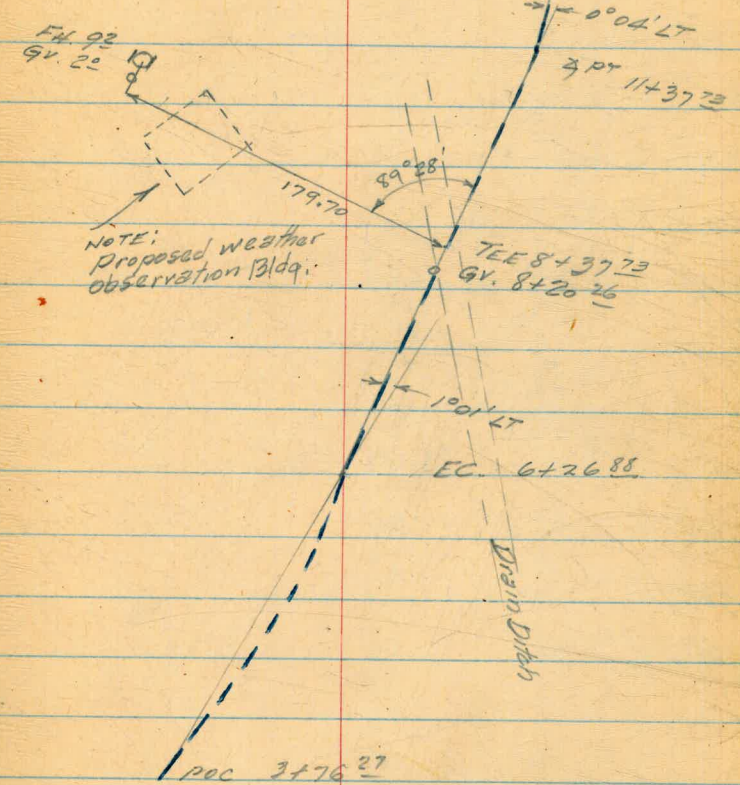 0°04' LT
FH. 92
GV. 2º
∡ PT
11+37 73
89°28'
179.70
NOTE:
Proposed weather
observation Bldg.
TEE 8+37 73
GV. 8+20 26
1°01' LT
EC. 6+26 88
Drain Ditch
POC 3+76 27